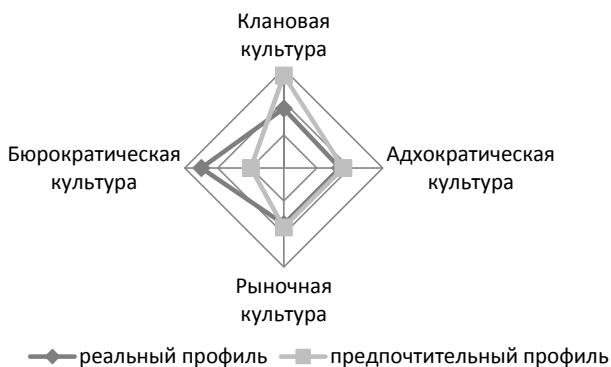 Клановая
культура
Бюрократическая
культура
Адхократическая
культура
Рыночная
культура
реальный профиль
предпочтительный профиль